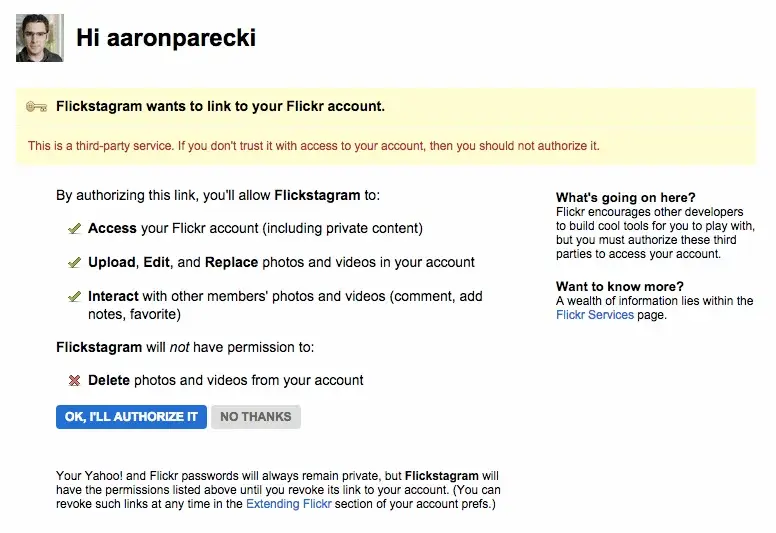 Hi aaronparecki
Flickstagram wants to link to your Flickr account.
This is a third-party service. If you don't trust it with access to your account, then you should not authorize it.
By authorizing this link, you'll allow Flickstagram to:
Access your Flickr account (including private content)
Upload, Edit, and Replace photos and videos in your account
Interact with other members' photos and videos (comment, add
notes, favorite)
Flickstagram will not have permission to:
Delete photos and videos from your account
OK, I'LL AUTHORIZE IT
NO THANKS
Your Yahoo! and Flickr passwords will always remain private, but Flickstagram will
have the permissions listed above until you revoke its link to your account. (You can
revoke such links at any time in the Extending Flickr section of your account prefs.)
What's going on here?
Flickr encourages other developers
to build cool tools for you to play with,
but you must authorize these third
parties to access your account.
Want to know more?
A wealth of information lies within the
Flickr Services page.